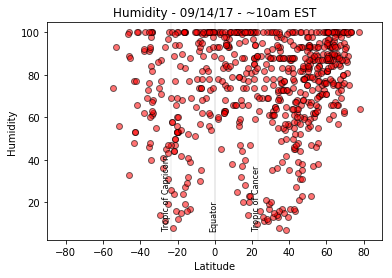 Humidity - 09/14/17 - ~10am EST
Humidity
100
80
60
40
20
Tropic of Capricorn
Equator
Tropic of Cancer
−80 −60 −40 −20 0 20 40 60 80
Latitude